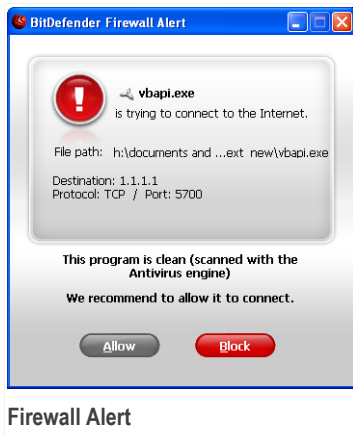 BitDefender Firewall Alert
vbapi.exe
is trying to connect to the Internet.
File path: h:\documents and ...ext new\vbapi.exe
Destination: 1.1.1.1
Protocol: TCP / Port: 5700
This program is clean (scanned with the
Antivirus engine)
We recommend to allow it to connect.
Allow
Block
Firewall Alert